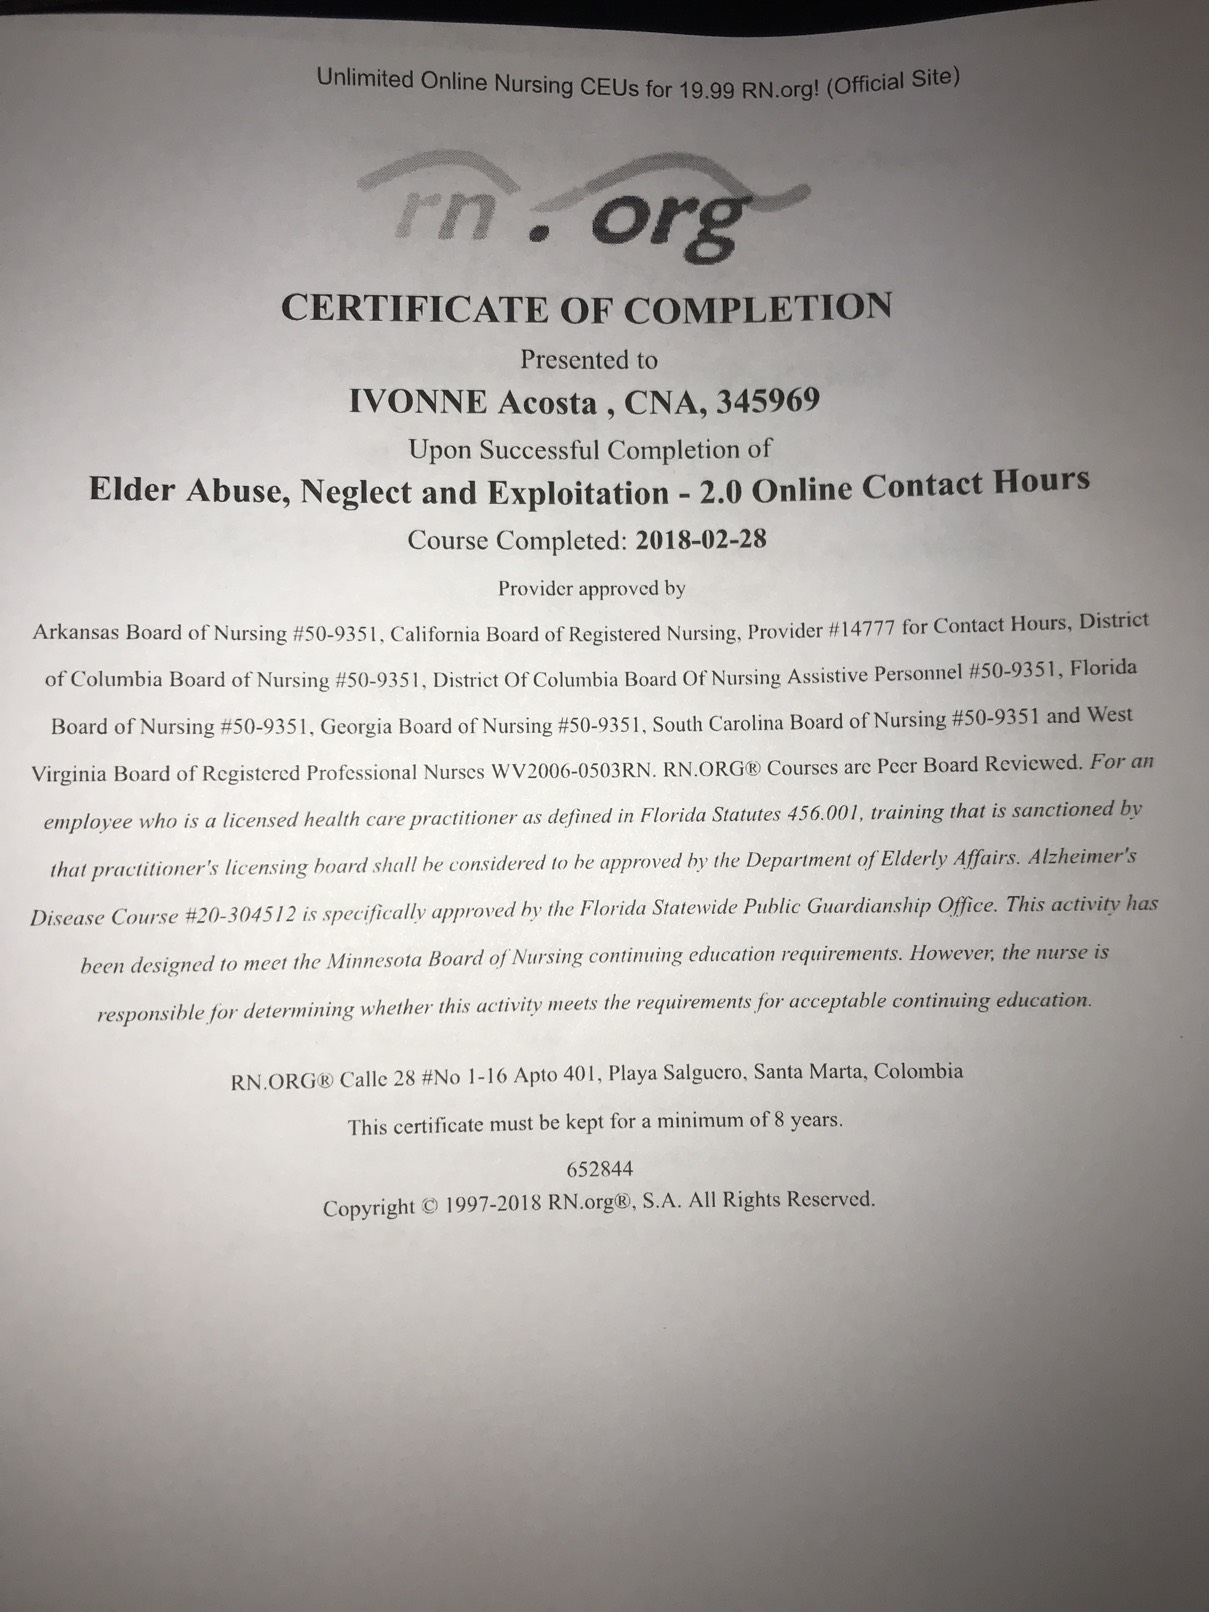 Unlimited Online Nursing CEUs for 19.99 RN.org! (Official Site)
rn.org
CERTIFICATE OF COMPLETION
Presented to
IVONNE Acosta , CNA, 345969
Upon Successful Completion of
Elder Abuse, Neglect and Exploitation - 2.0 Online Contact Hours
Course Completed: 2018-02-28
Provider approved by
Arkansas Board of Nursing #50-9351, California Board of Registered Nursing, Provider #14777 for Contact Hours, District
of Columbia Board of Nursing #50-9351, District Of Columbia Board Of Nursing Assistive Personnel #50-9351, Florida
Board of Nursing #50-9351, Georgia Board of Nursing #50-9351, South Carolina Board of Nursing #50-9351 and West
Virginia Board of Registered Professional Nurses WV2006-0503RN. RN.ORG® Courses are Peer Board Reviewed. For an
employee who is a licensed health care practitioner as defined in Florida Statutes 456.001, training that is sanctioned by
that practitioner's licensing board shall be considered to be approved by the Department of Elderly Affairs. Alzheimer's
Disease Course #20-304512 is specifically approved by the Florida Statewide Public Guardianship Office. This activity has
been designed to meet the Minnesota Board of Nursing continuing education requirements. However, the nurse is
responsible for determining whether this activity meets the requirements for acceptable continuing education.
RN.ORG® Calle 28 #No 1-16 Apto 401, Playa Salguero, Santa Marta, Colombia
This certificate must be kept for a minimum of 8 years.
652844
Copyright © 1997-2018 RN.org®, S.A. All Rights Reserved.